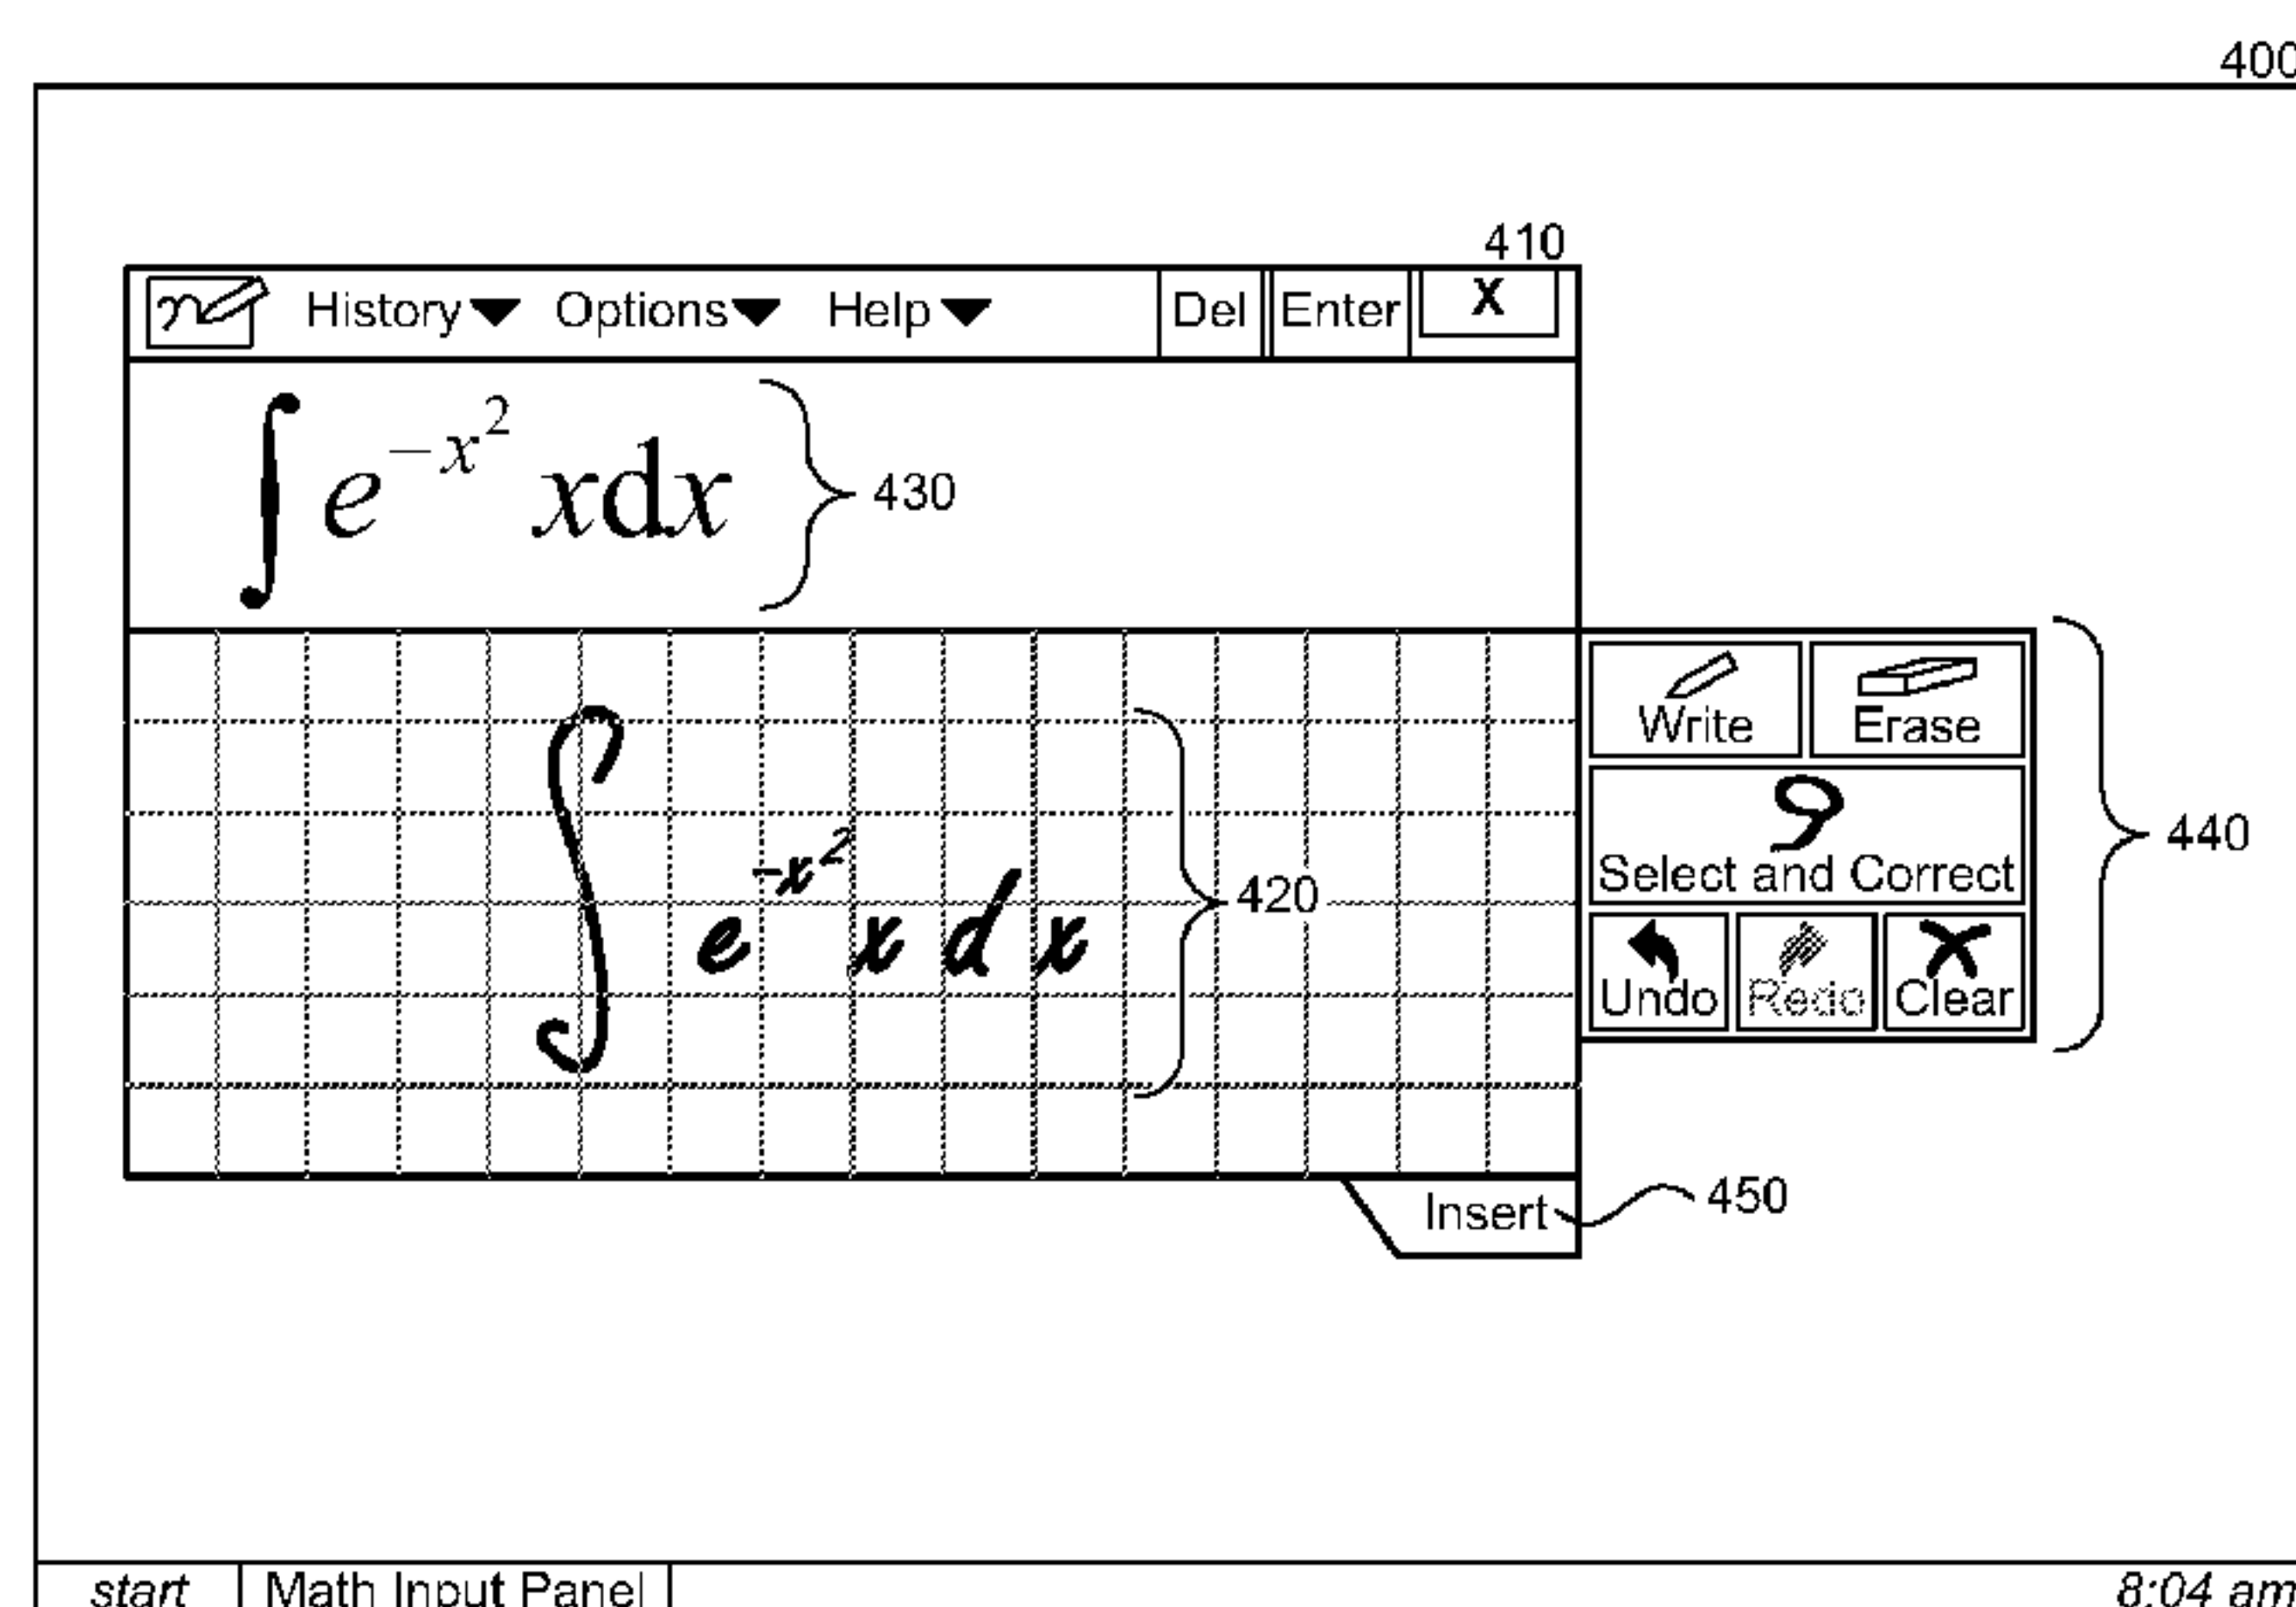 400
410
History Options Help Del Enter X
∫ e^{-x^2} xdx 430
Write Erase
∫ e^{-x^2} x d x 420
Select and Correct 440
Undo Redo Clear
Insert 450
start Math Input Panel 8:04 am